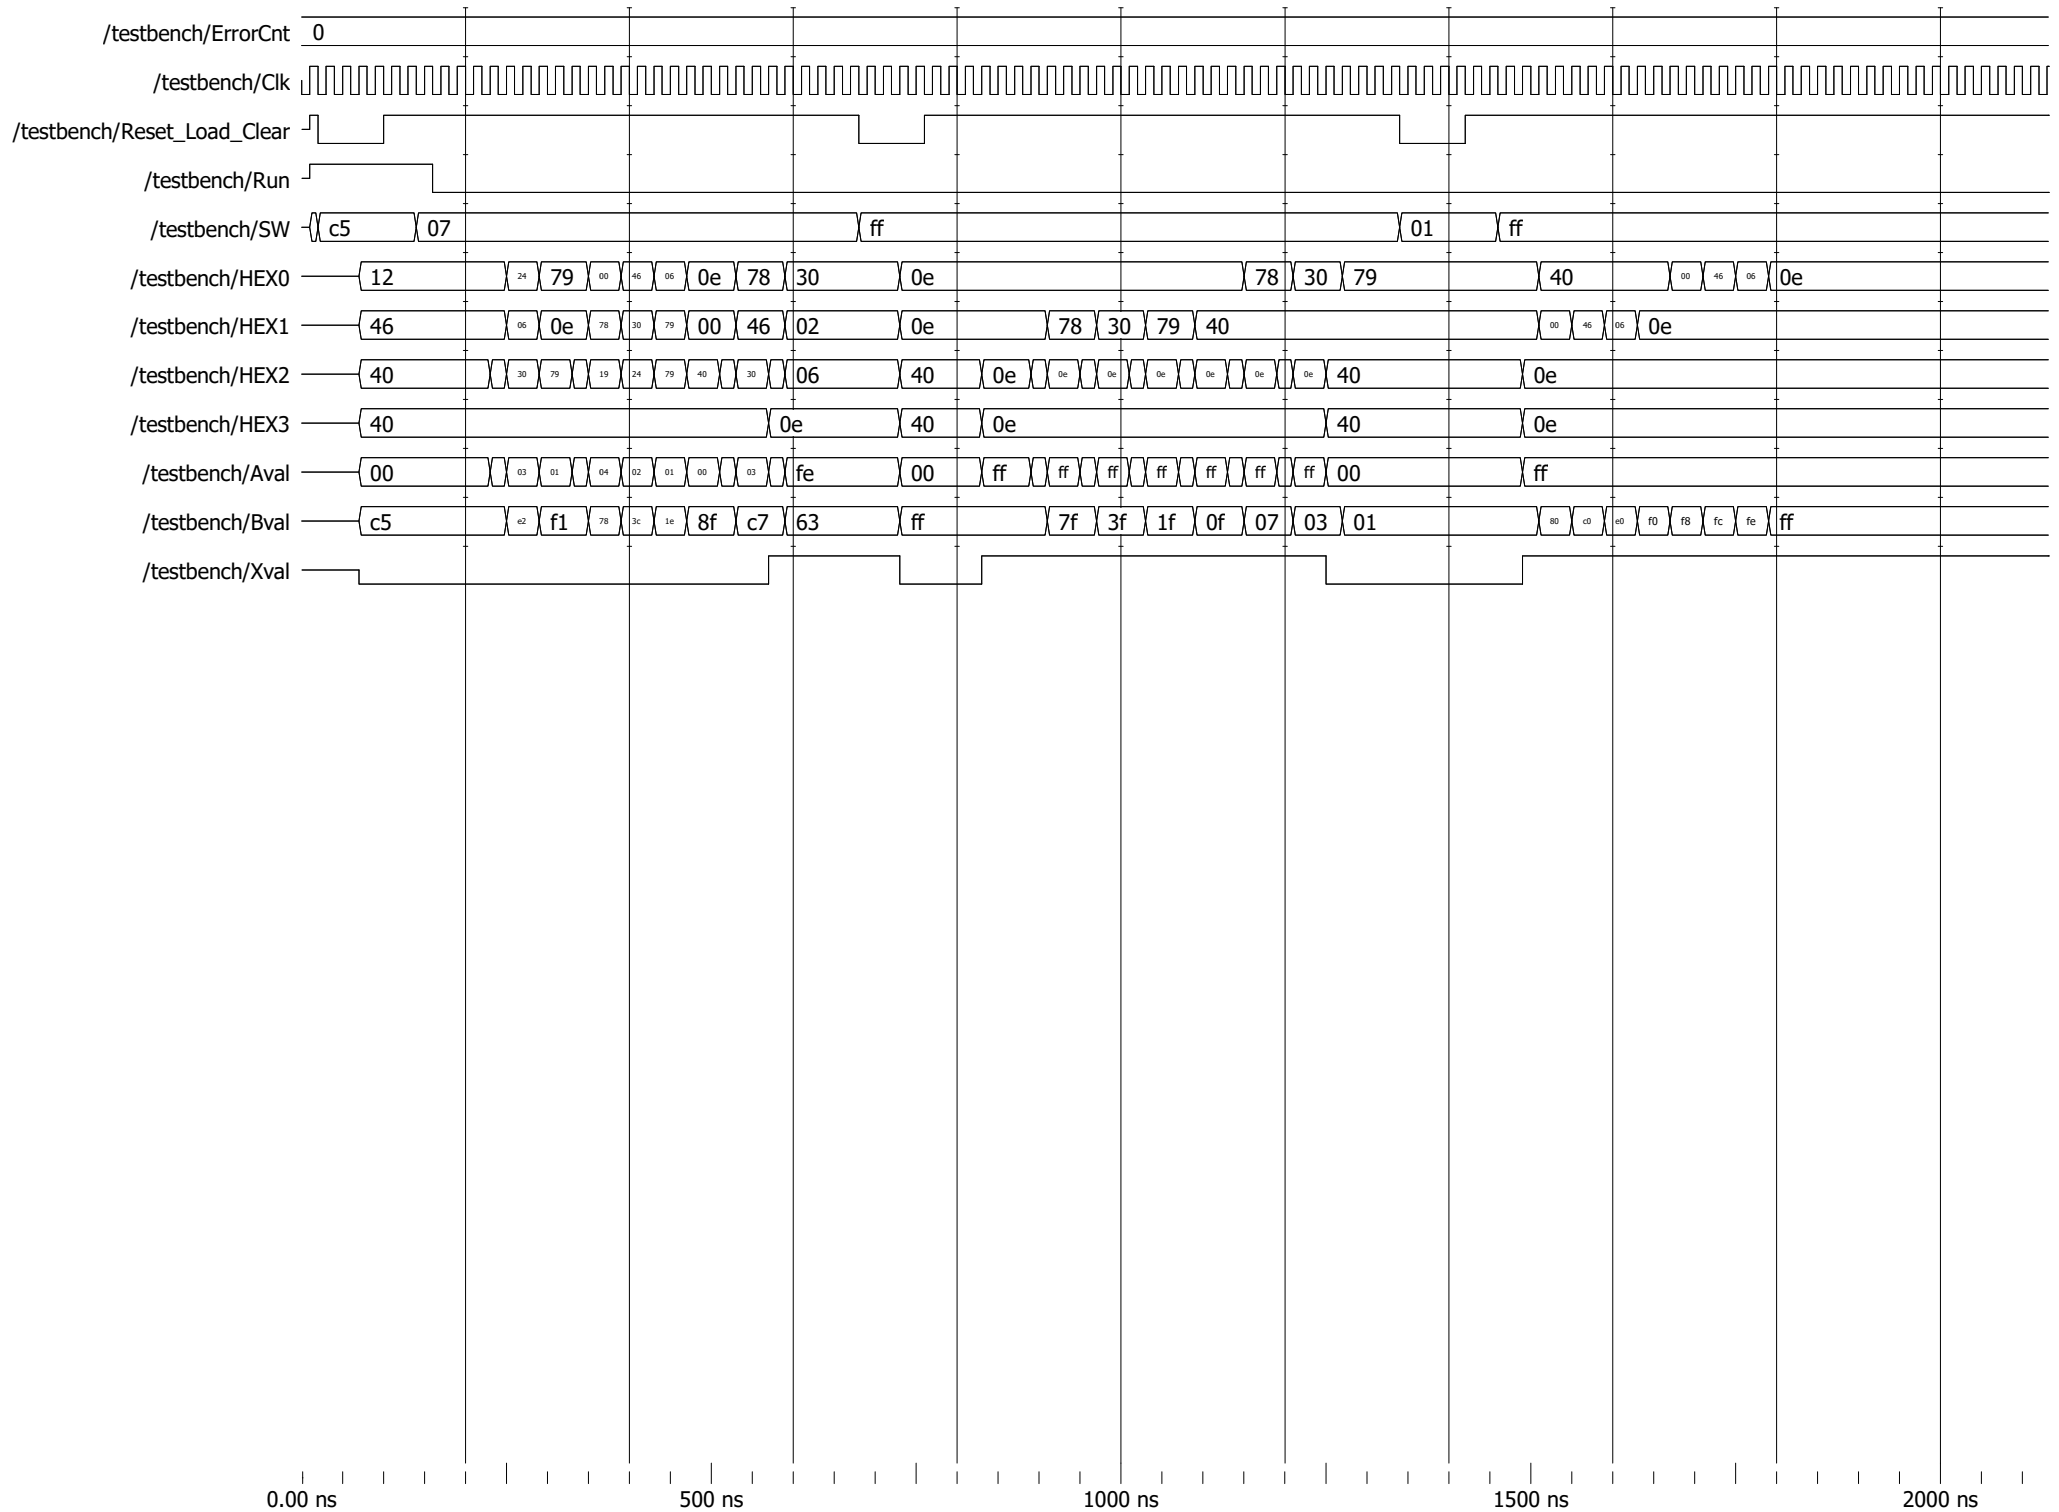 /testbench/ErrorCnt 0
/testbench/Clk
/testbench/Reset_Load_Clear
/testbench/Run
/testbench/SW c5 07 ff 01 ff
/testbench/HEX0 12 24 79 00 46 06 0e 78 30 0e 78 30 79 40 00 46 06 0e
/testbench/HEX1 46 06 0e 78 30 79 00 46 02 0e 78 30 79 40 00 46 06 0e
/testbench/HEX2 40 30 79 19 24 79 40 30 06 40 0e 0e 0e 0e 0e 0e 0e 40 0e
/testbench/HEX3 40 0e 40 0e 40 0e
/testbench/Aval 00 03 01 04 02 01 00 03 fe 00 ff ff ff ff ff ff ff 00 ff
/testbench/Bval c5 e2 f1 78 3c 1e 8f c7 63 ff 7f 3f 1f 0f 07 03 01 80 c0 e0 f0 f8 fc fe ff
/testbench/Xval
0.00 ns 500 ns 1000 ns 1500 ns 2000 ns